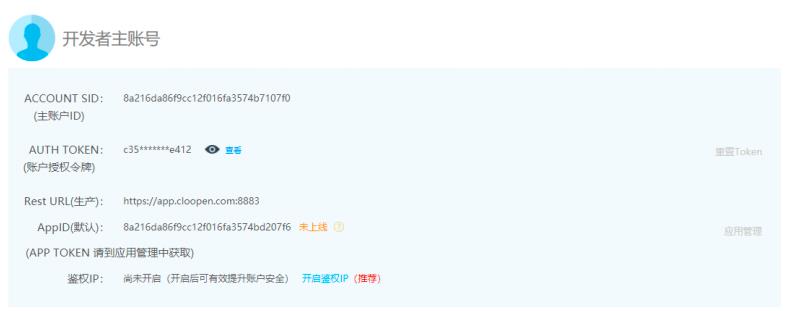 开发者主账号
ACCOUNT SID: 8a216da86f9cc12f016fa3574b7107f0
(主账户ID)
AUTH TOKEN: c35*******e412 查看 重置Token
(账户授权令牌)
Rest URL(生产): https://app.cloopen.com:8883
AppID(默认): 8a216da86f9cc12f016fa3574bd207f6 未上线 ? 应用管理
(APP TOKEN 请到应用管理中获取)
鉴权IP: 尚未开启（开启后可有效提升账户安全） 开启鉴权IP（推荐）